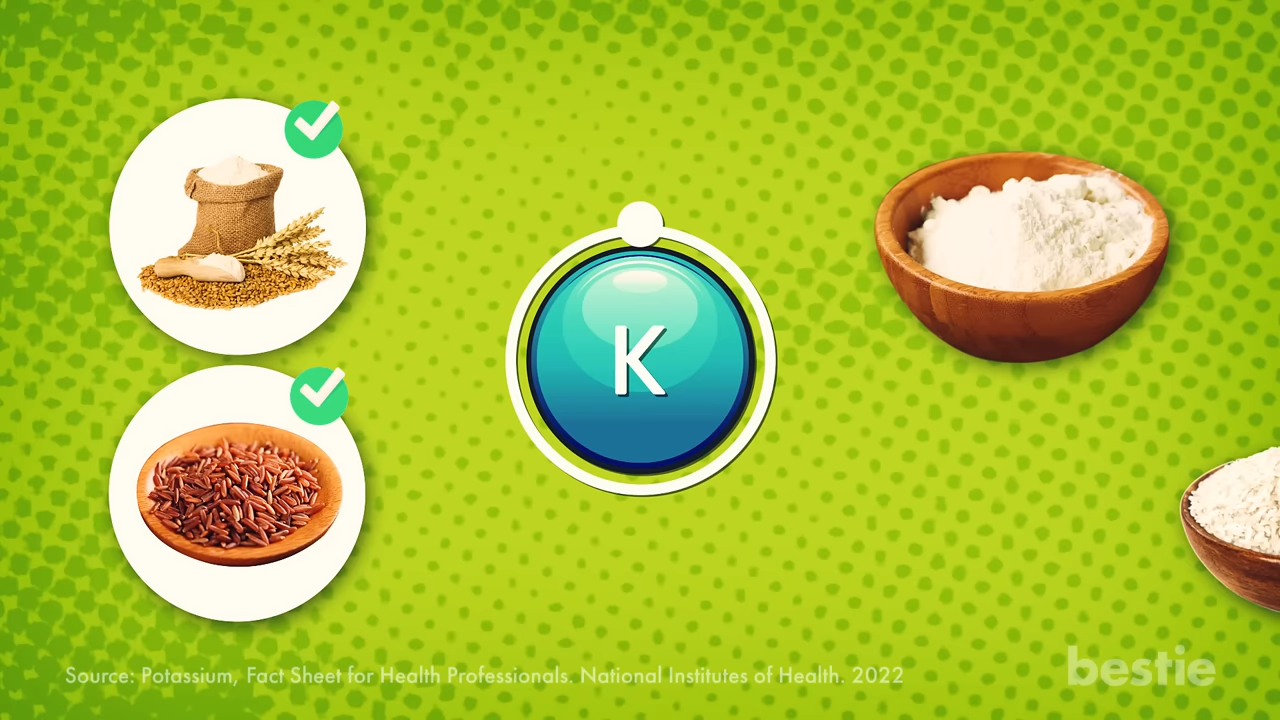 K
Source: Potassium, Fact Sheet for Health Professionals. National Institutes of Health. 2022
bestie